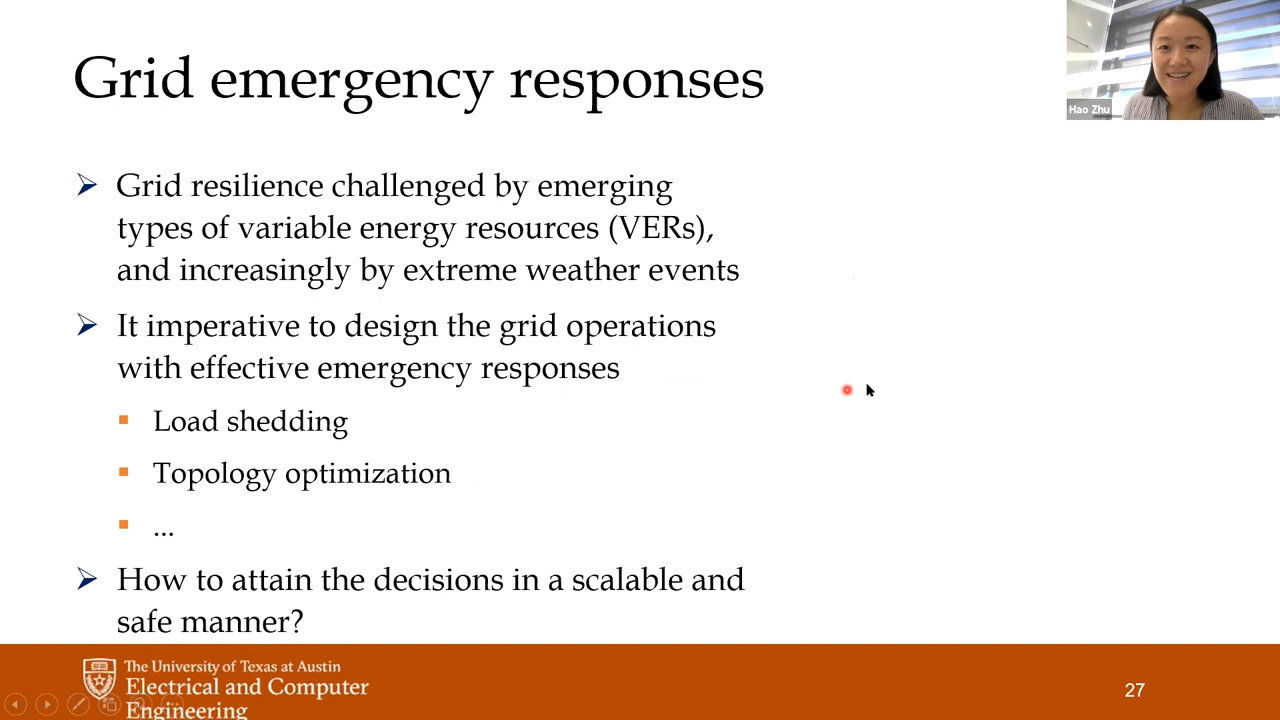 Grid emergency responses
Hao Zhu
Grid resilience challenged by emerging
types of variable energy resources (VERs),
and increasingly by extreme weather events
It imperative to design the grid operations
with effective emergency responses
Load shedding
Topology optimization
...
How to attain the decisions in a scalable and
safe manner?
The University of Texas at Austin
Electrical and Computer
Engineering
27